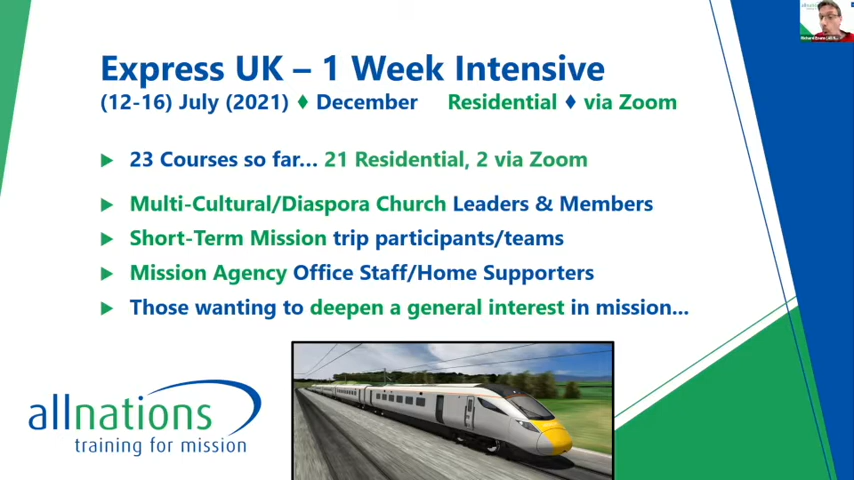 Express UK – 1 Week Intensive
(12-16) July (2021) ♦ December Residential ♦ via Zoom
23 Courses so far... 21 Residential, 2 via Zoom
Multi-Cultural/Diaspora Church Leaders & Members
Short-Term Mission trip participants/teams
Mission Agency Office Staff/Home Supporters
Those wanting to deepen a general interest in mission...
allnations
training for mission